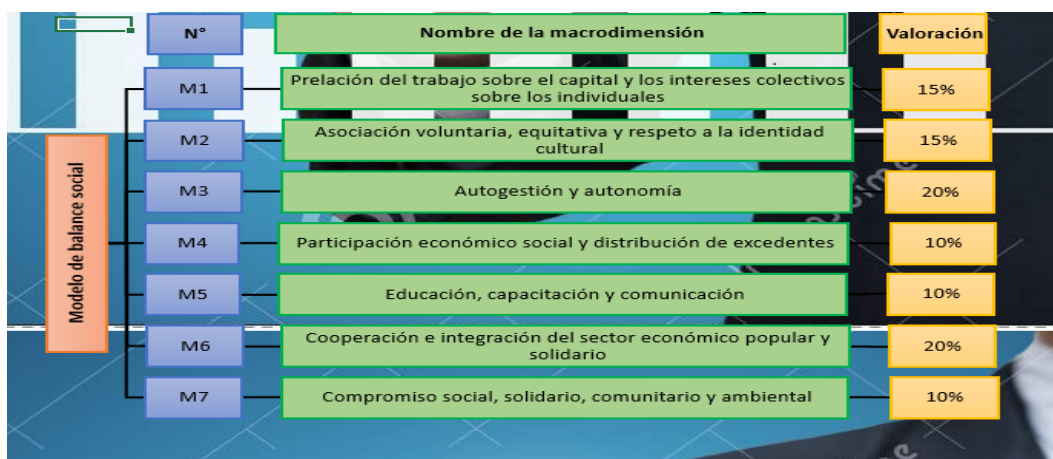 N° Nombre de la macrodimensión Valoración
M1 Prelación del trabajo sobre el capital y los intereses colectivos
sobre los individuales 15%
M2 Asociación voluntaria, equitativa y respeto a la identidad
cultural 15%
M3 Autogestión y autonomía 20%
Modelo de balance social
M4 Participación económico social y distribución de excedentes 10%
M5 Educación, capacitación y comunicación 10%
M6 Cooperación e integración del sector económico popular y
solidario 20%
M7 Compromiso social, solidario, comunitario y ambiental 10%